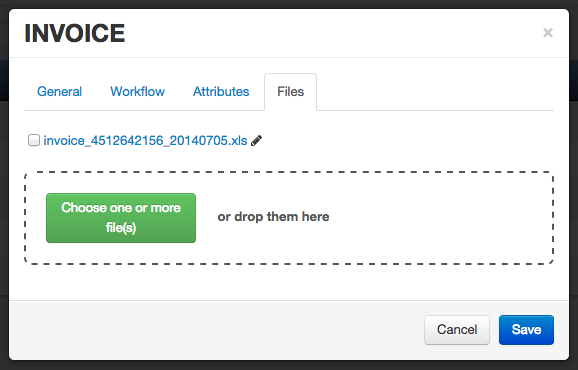 INVOICE
×
General Workflow Attributes Files
invoice_4512642156_20140705.xls
Choose one or more
file(s)
or drop them here
Cancel Save